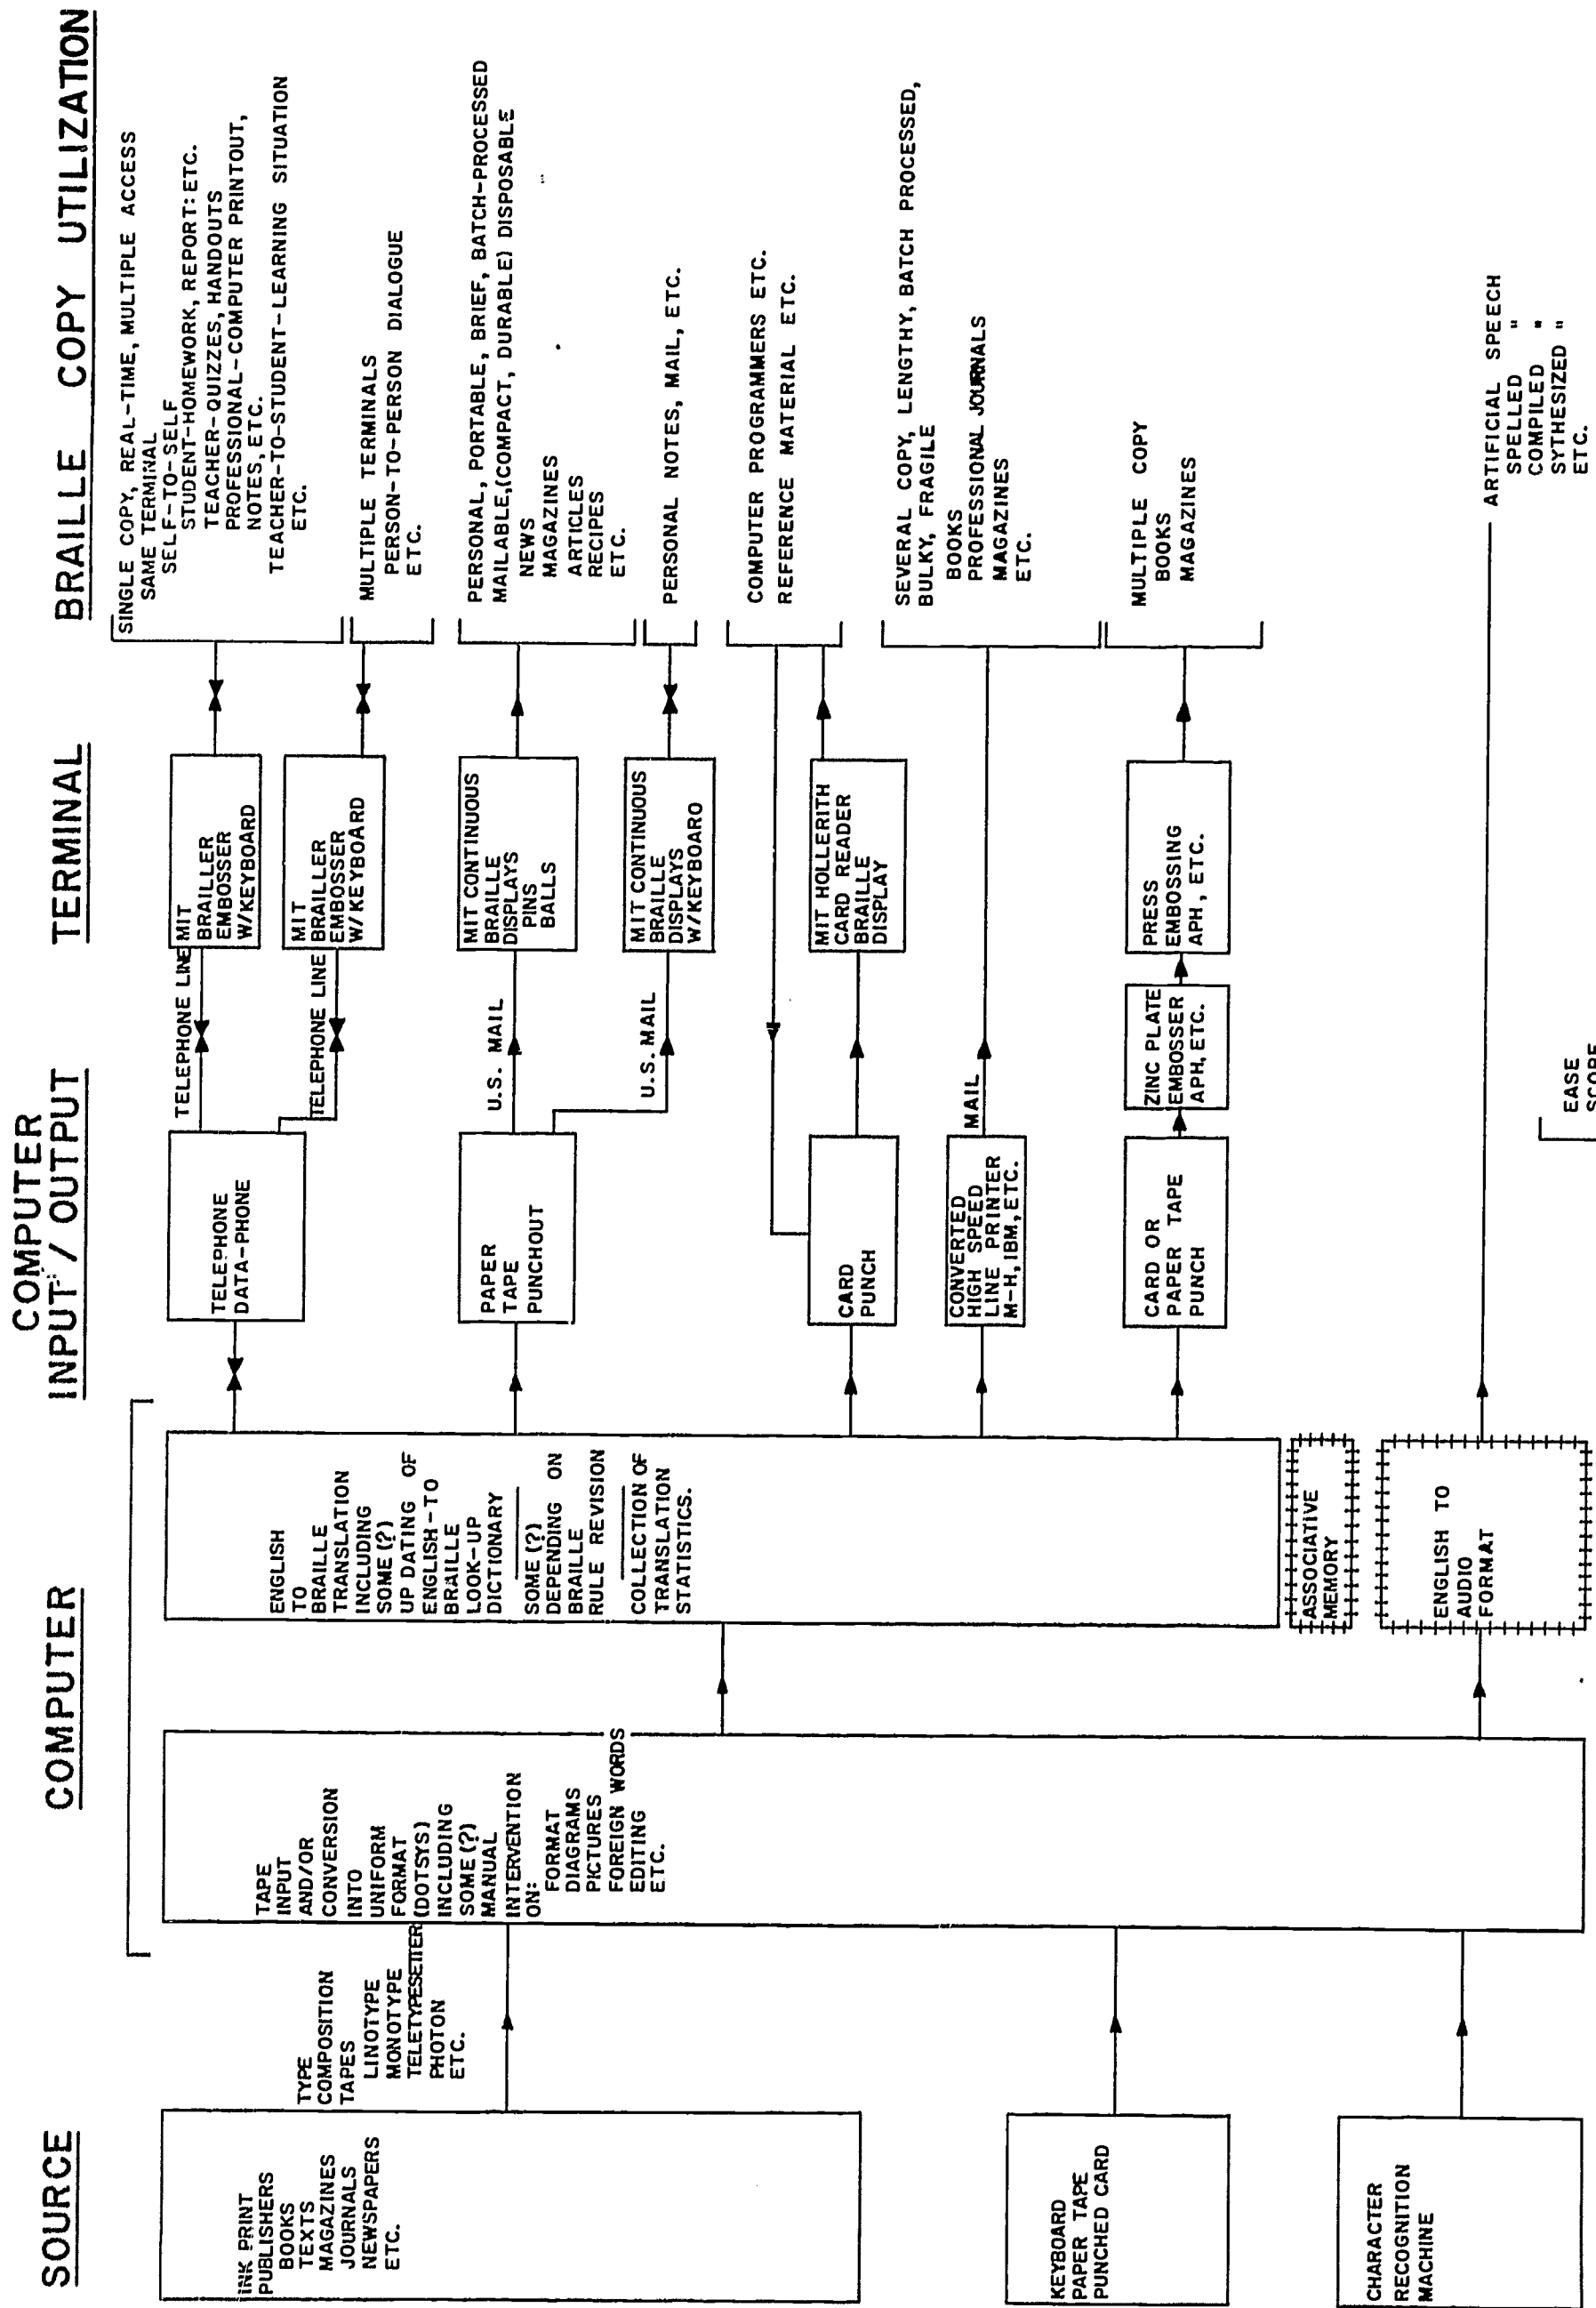 SOURCE
INK PRINT
PUBLISHERS
BOOKS
TEXTS
MAGAZINES
JOURNALS
NEWSPAPERS
ETC.
KEYBOARD
PAPER TAPE
PUNCHED CARD
CHARACTER
RECOGNITION
MACHINE
TYPE
COMPOSITION
TAPES
LINOTYPE
MONOTYPE
TELETYPESETTER
PHOTON
ETC.
COMPUTER
TAPE
INPUT
AND/OR
CONVERSION
INTO
UNIFORM
FORMAT
(DOTSYS)
INCLUDING
SOME (?)
MANUAL
INTERVENTION
ON:
FORMAT
DIAGRAMS
PICTURES
FOREIGN WORDS
EDITING
ETC.
ENGLISH
TO
BRAILLE
TRANSLATION
INCLUDING
SOME (?)
UP DATING OF
ENGLISH-TO
BRAILLE
LOOK-UP
DICTIONARY
SOME (?)
DEPENDING ON
BRAILLE
RULE REVISION
COLLECTION OF
TRANSLATION
STATISTICS.
ASSOCIATIVE
MEMORY
ENGLISH TO
AUDIO
FORMAT
COMPUTER
INPUT / OUTPUT
TELEPHONE
DATA-PHONE
PAPER
TAPE
PUNCHOUT
CARD
PUNCH
CONVERTED
HIGH SPEED
LINE PRINTER
M-H, IBM, ETC.
CARD OR
PAPER TAPE
PUNCH
TELEPHONE LINE
TELEPHONE LINE
U.S. MAIL
U.S. MAIL
MAIL
ZINC PLATE
EMBOSSER
APH, ETC.
TERMINAL
MIT
BRAILLER
EMBOSSER
W/KEYBOARD
MIT
BRAILLER
EMBOSSER
W/KEYBOARD
MIT CONTINUOUS
BRAILLE
DISPLAYS
PINS
BALLS
MIT CONTINUOUS
BRAILLE
DISPLAYS
W/KEYBOARD
MIT HOLLERITH
CARD READER
BRAILLE
DISPLAY
PRESS
EMBOSSING
APH, ETC.
BRAILLE COPY UTILIZATION
SINGLE COPY, REAL-TIME, MULTIPLE ACCESS
SAME TERMINAL
SELF-TO-SELF
STUDENT-HOMEWORK, REPORT: ETC.
TEACHER-QUIZZES, HANDOUTS
PROFESSIONAL-COMPUTER PRINTOUT,
NOTES, ETC.
TEACHER-TO-STUDENT-LEARNING SITUATION
ETC.
MULTIPLE TERMINALS
PERSON-TO-PERSON DIALOGUE
ETC.
PERSONAL, PORTABLE, BRIEF, BATCH-PROCESSED
MAILABLE, (COMPACT, DURABLE) DISPOSABLE
NEWS
MAGAZINES
ARTICLES
RECIPES
ETC.
PERSONAL NOTES, MAIL, ETC.
COMPUTER PROGRAMMERS ETC.
REFERENCE MATERIAL ETC.
SEVERAL COPY, LENGTHY, BATCH PROCESSED,
BULKY, FRAGILE
BOOKS
PROFESSIONAL JOURNALS
MAGAZINES
ETC.
MULTIPLE COPY
BOOKS
MAGAZINES
ARTIFICIAL SPEECH
SPELLED "
COMPILED "
SYTHESIZED "
ETC.
EASE